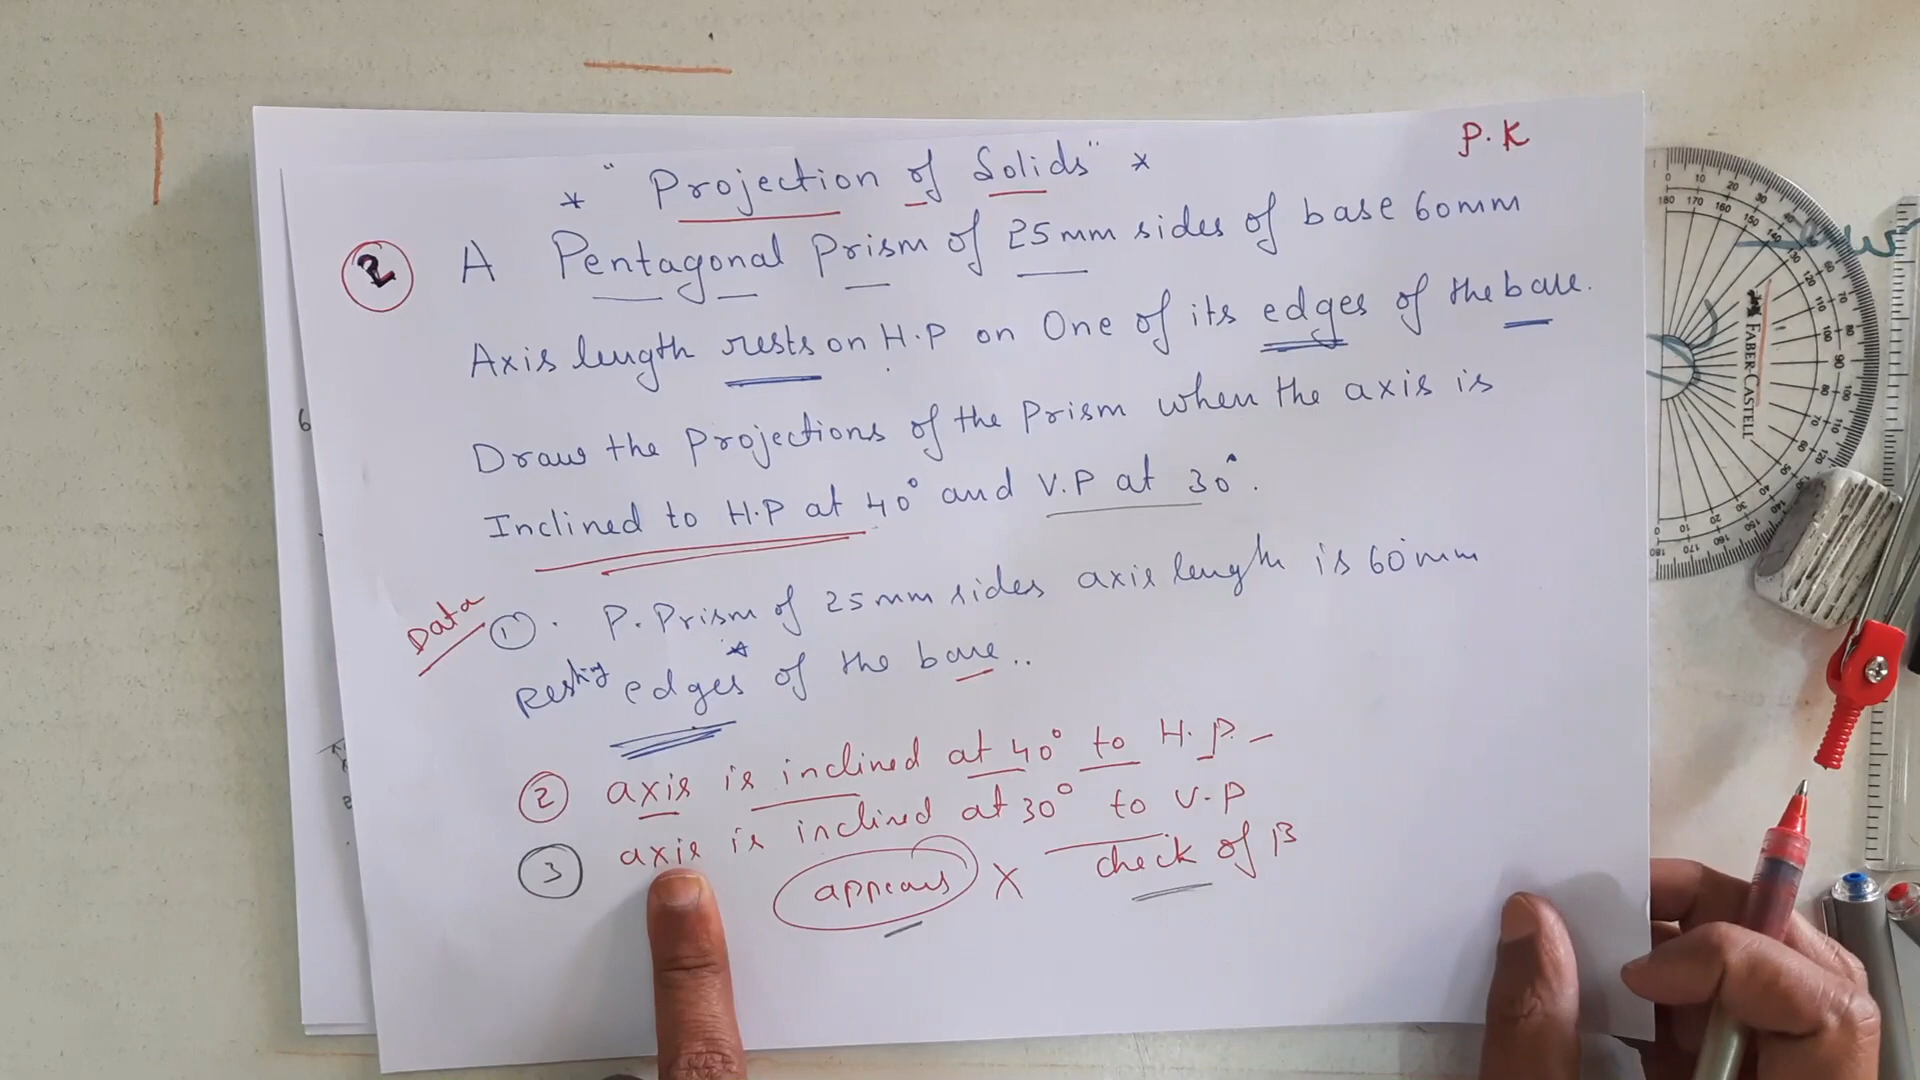 P.K
* "Projection of Solids" *
2 A Pentagonal Prism of 25mm sides of base 60mm
Axis length rests on H.P on One of its edges of the base.
Draw the projections of the prism when the axis is
Inclined to H.P at 40° and V.P at 30°.
Data
① . P. Prism of 25mm sides axis length is 60mm
Resting edges* of the base..
② axis is inclined at 40° to H.P -
③ axis is inclined at 30° to V.P
appears X check of β
FABER-CASTELL